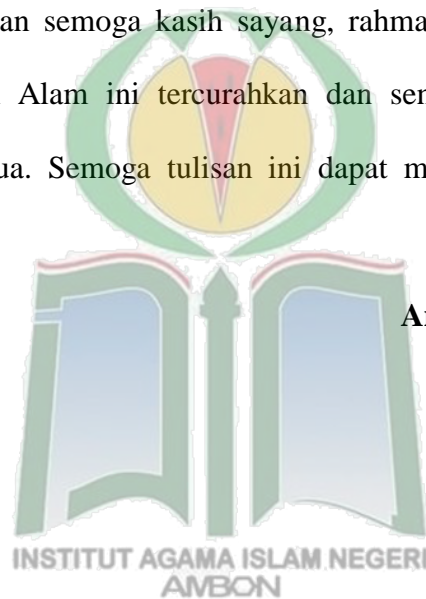 an semoga kasih sayang, rahma
Alam ini tercurahkan dan sen
ua. Semoga tulisan ini dapat m
INSTITUT AGAMA ISLAM NEGERI
AMBON